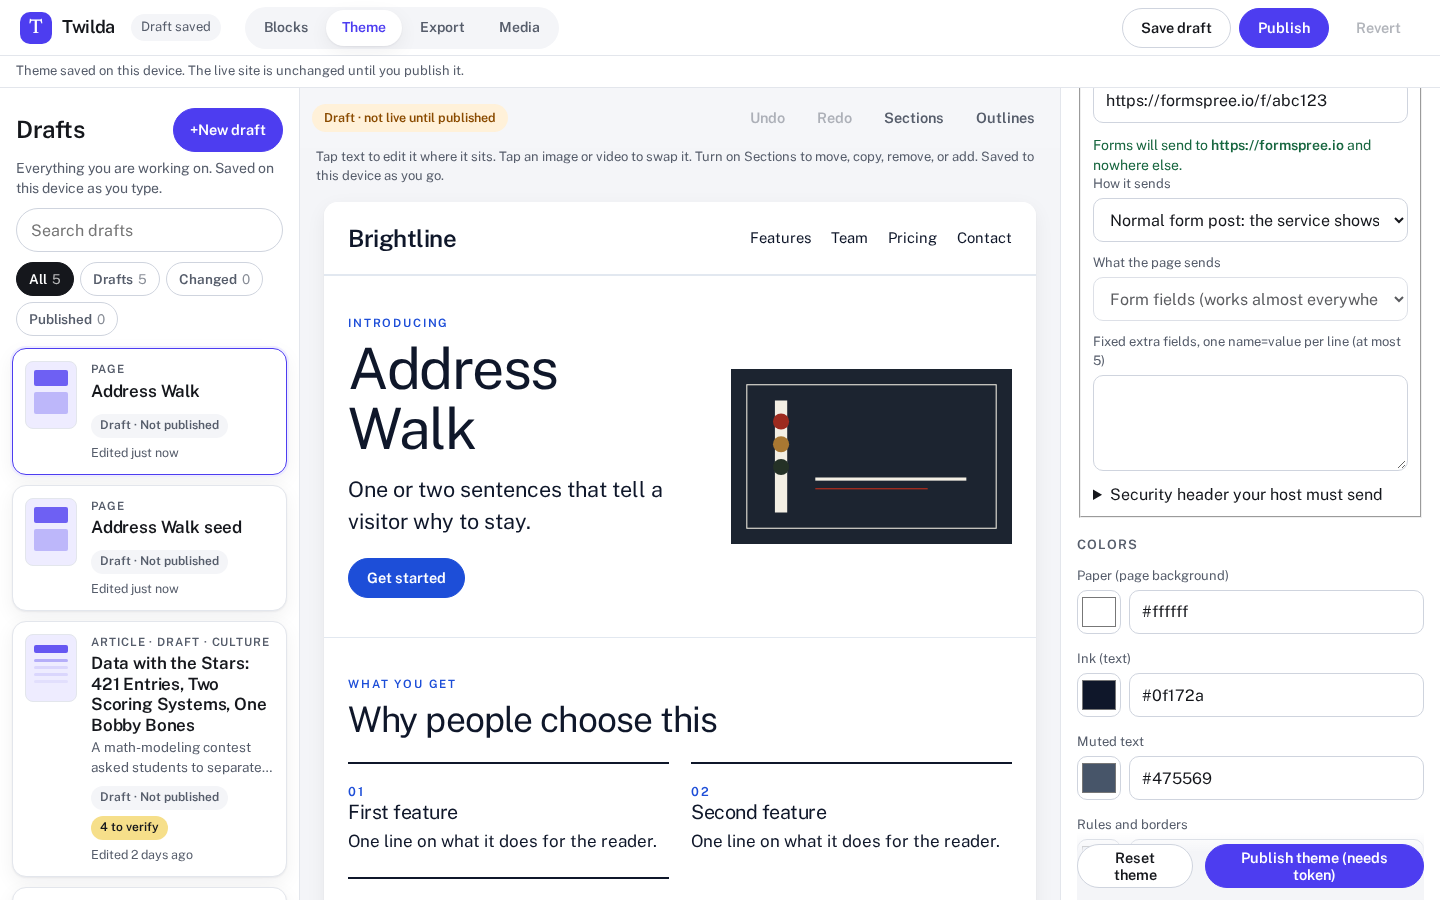 T Twilda Draft saved Blocks Theme Export Media Save draft Publish Revert
Theme saved on this device. The live site is unchanged until you publish it.
Drafts
+New draft
Everything you are working on. Saved on
this device as you type.
Search drafts
All 5 Drafts 5 Changed 0
Published 0
PAGE
Address Walk
Draft · Not published
Edited just now
PAGE
Address Walk seed
Draft · Not published
Edited just now
ARTICLE · DRAFT · CULTURE
Data with the Stars:
421 Entries, Two
Scoring Systems, One
Bobby Bones
A math-modeling contest
asked students to separate…
Draft · Not published
4 to verify
Edited 2 days ago
Draft · not live until published
Undo Redo Sections Outlines
Tap text to edit it where it sits. Tap an image or video to swap it. Turn on Sections to move, copy, remove, or add. Saved to
this device as you go.
Brightline
Features Team Pricing Contact
INTRODUCING
Address
Walk
One or two sentences that tell a
visitor why to stay.
Get started
WHAT YOU GET
Why people choose this
01
First feature
One line on what it does for the reader.
02
Second feature
One line on what it does for the reader.
https://formspree.io/f/abc123
Forms will send to https://formspree.io and
nowhere else.
How it sends
Normal form post: the service shows
What the page sends
Form fields (works almost everywhe
Fixed extra fields, one name=value per line (at most
5)
Security header your host must send
COLORS
Paper (page background)
#ffffff
Ink (text)
#0f172a
Muted text
#475569
Rules and borders
Reset
theme
Publish theme (needs
token)